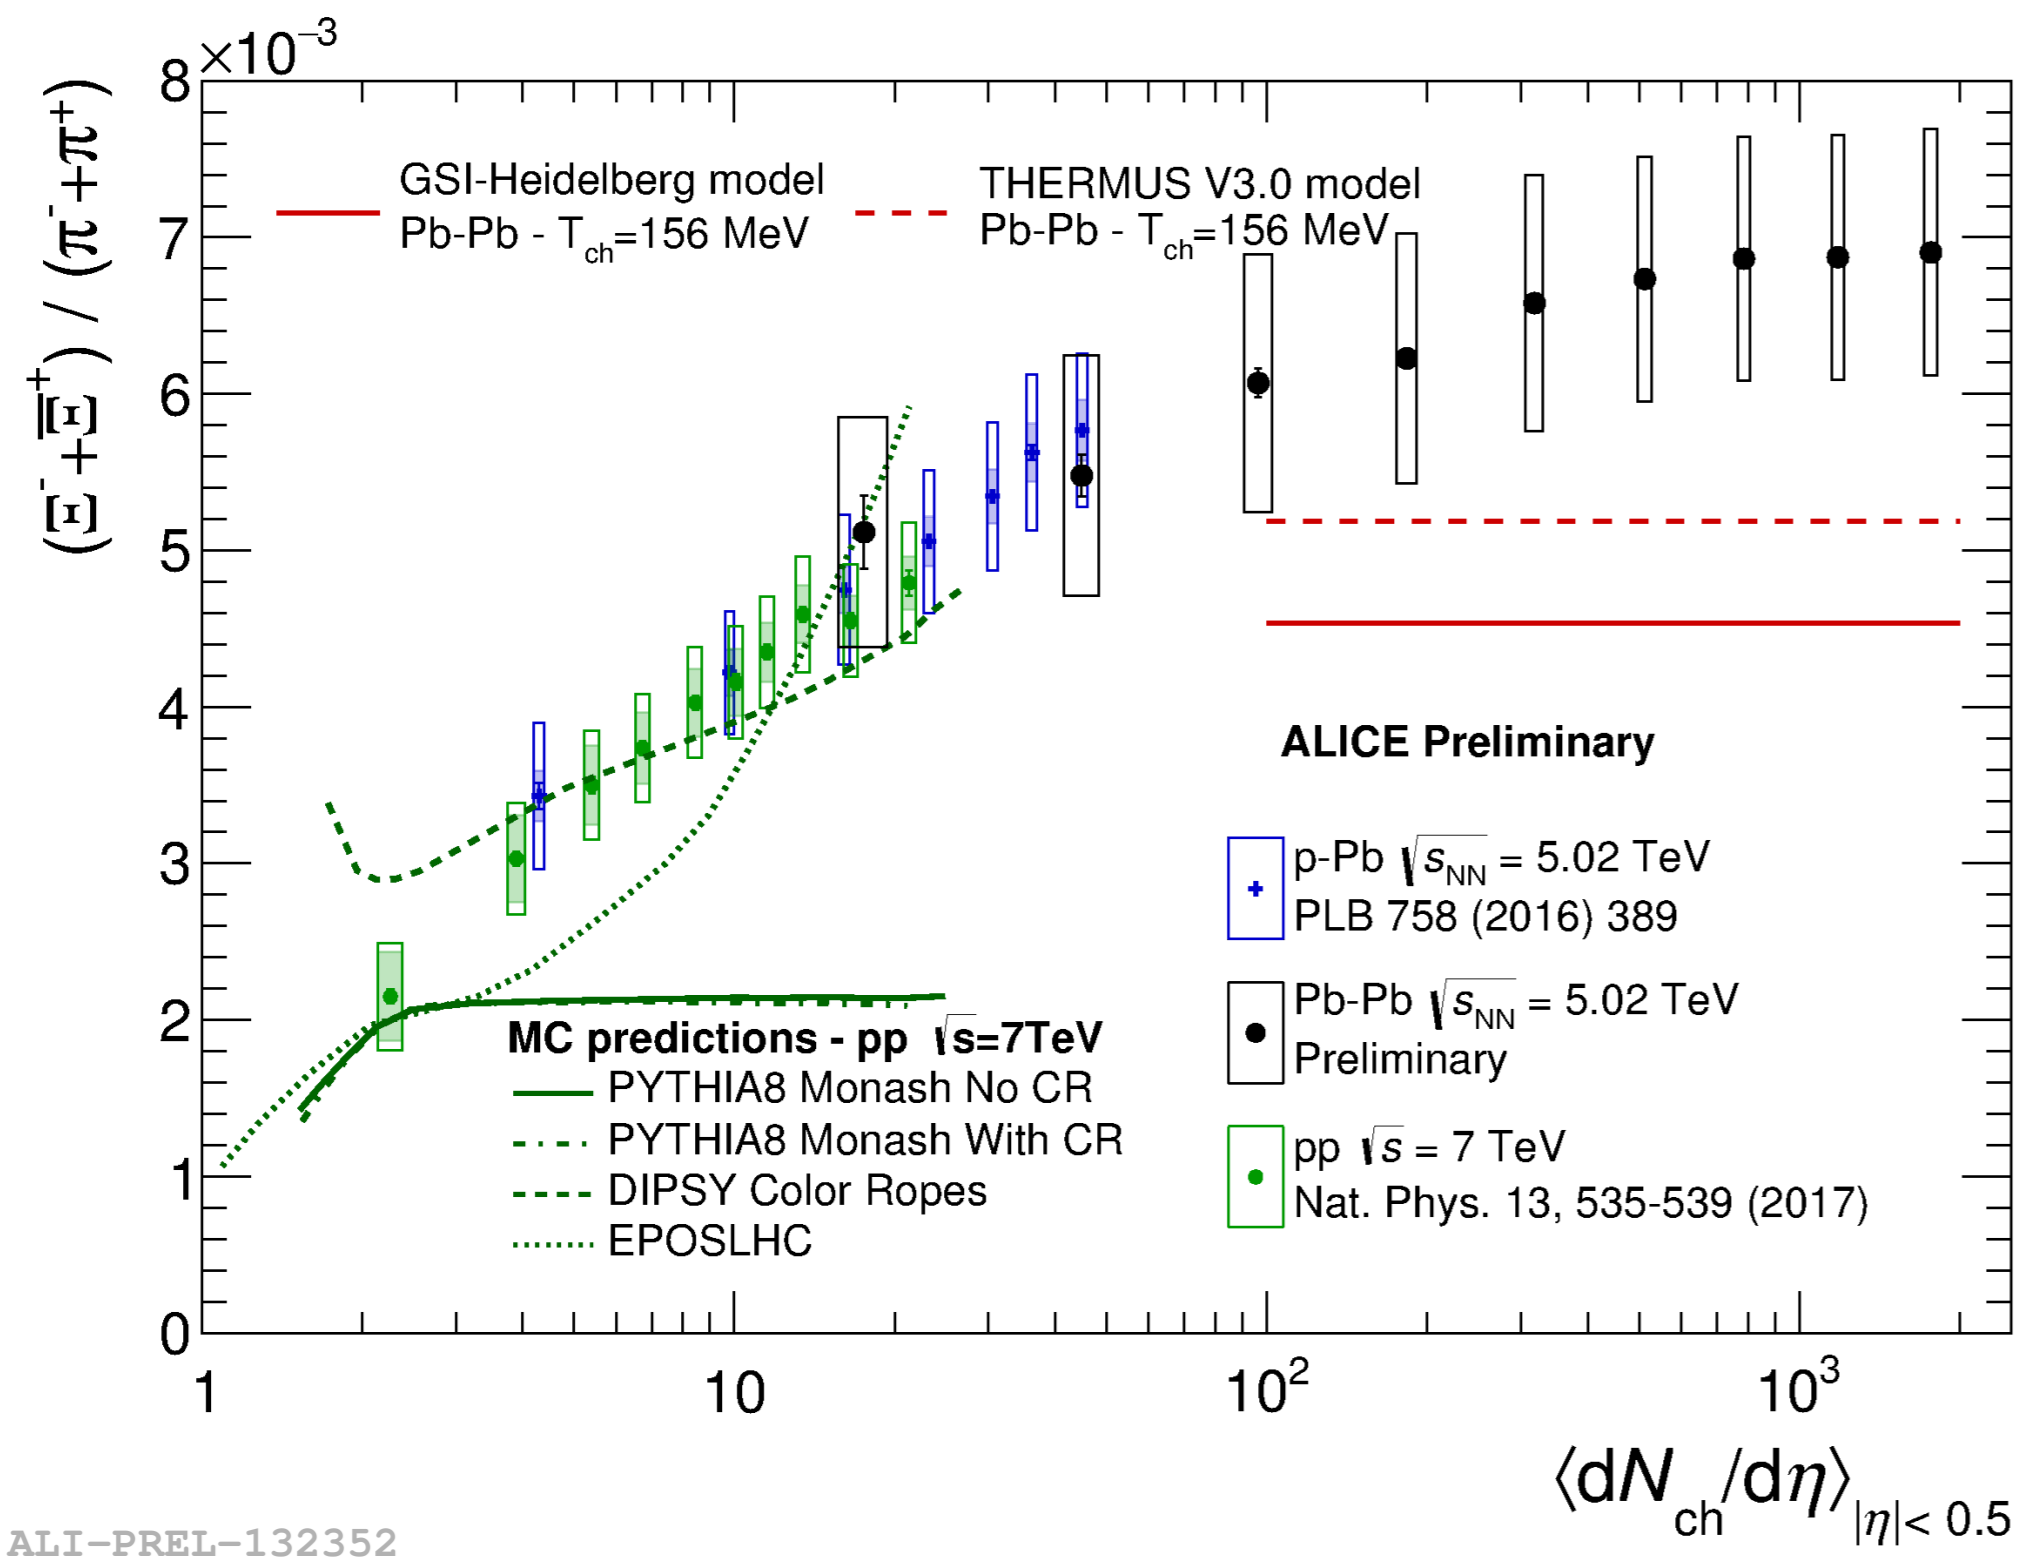 ×10⁻³
(Ξ⁻+Ξ̅⁺) / (π⁻+π⁺)
8
7
6
5
4
3
2
1
0
GSI-Heidelberg model
Pb-Pb - T_ch=156 MeV
THERMUS V3.0 model
Pb-Pb - T_ch=156 MeV
ALICE Preliminary
p-Pb √s_NN = 5.02 TeV
PLB 758 (2016) 389
Pb-Pb √s_NN = 5.02 TeV
Preliminary
pp √s = 7 TeV
Nat. Phys. 13, 535-539 (2017)
MC predictions - pp √s=7TeV
PYTHIA8 Monash No CR
PYTHIA8 Monash With CR
DIPSY Color Ropes
EPOSLHC
1 10 10² 10³
⟨dN_ch/dη⟩_|η|< 0.5
ALI-PREL-132352